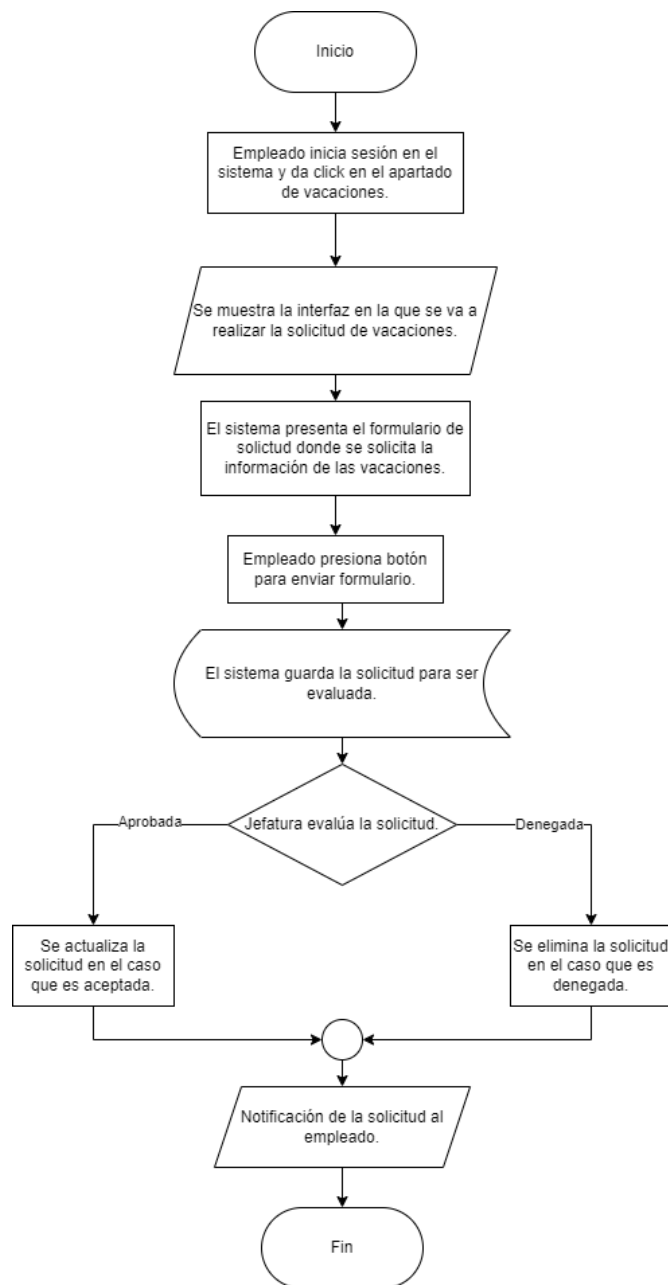 Inicio
Empleado inicia sesión en el
sistema y da click en el apartado
de vacaciones.
Se muestra la interfaz en la que se va a
realizar la solicitud de vacaciones.
El sistema presenta el formulario de
solictud donde se solicita la
información de las vacaciones.
Empleado presiona botón
para enviar formulario.
El sistema guarda la solicitud para ser
evaluada.
Aprobada
Jefatura evalúa la solicitud.
Denegada
Se actualiza la
solicitud en el caso
que es aceptada.
Se elimina la solicitud
en el caso que es
denegada.
Notificación de la solicitud al
empleado.
Fin